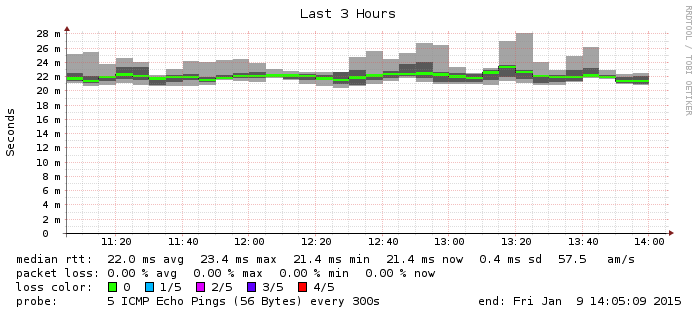 Last 3 Hours
RRDTOOL / TOBI OETIKER
Seconds
28 m
26 m
24 m
22 m
20 m
18 m
16 m
14 m
12 m
10 m
8 m
6 m
4 m
2 m
0
11:20 11:40 12:00 12:20 12:40 13:00 13:20 13:40 14:00
median rtt: 22.0 ms avg 23.4 ms max 21.4 ms min 21.4 ms now 0.4 ms sd 57.5 am/s
packet loss: 0.00 % avg 0.00 % max 0.00 % min 0.00 % now
loss color: 0 1/5 2/5 3/5 4/5
probe: 5 ICMP Echo Pings (56 Bytes) every 300s end: Fri Jan 9 14:05:09 2015